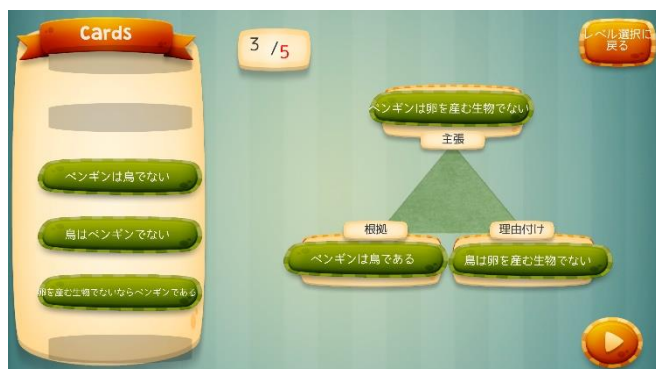 Cards
3 /5
レベル選択に
戻る
ペンギンは卵を産む生物でない
主張
ペンギンは鳥でない
鳥はペンギンでない
卵を産む生物でないならペンギンである
根拠
理由付け
ペンギンは鳥である
鳥は卵を産む生物でない